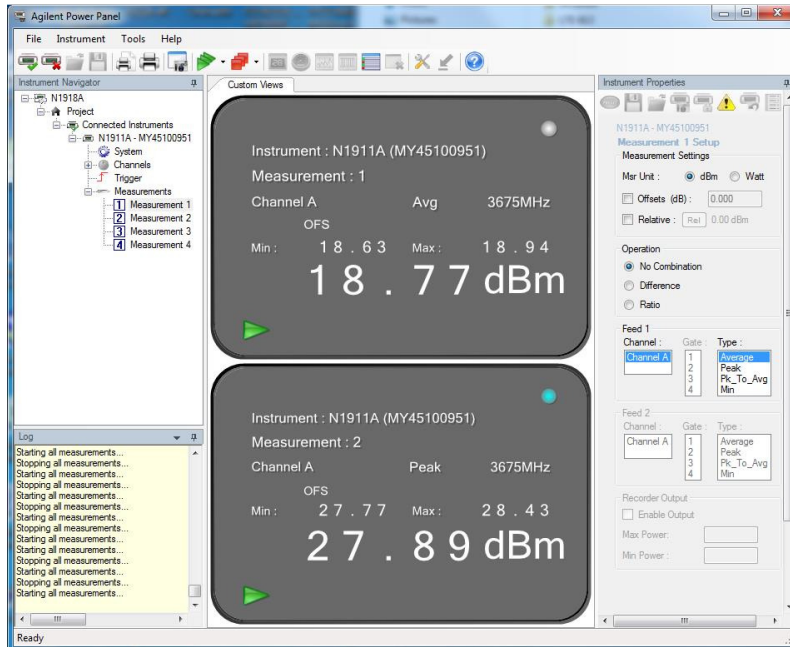 Agilent Power Panel
Pictures
File Instrument Tools Help
Instrument Navigator
N1918A
Project
Connected Instruments
N1911A - MY45100951
System
Channels
Trigger
Measurements
1 Measurement 1
2 Measurement 2
3 Measurement 3
4 Measurement 4
Log
Starting all measurements...
Stopping all measurements...
Starting all measurements...
Stopping all measurements...
Stopping all measurements...
Stopping all measurements...
Starting all measurements...
Stopping all measurements...
Starting all measurements...
Starting all measurements...
Stopping all measurements...
Starting all measurements...
Stopping all measurements...
Starting all measurements...
Custom Views
Instrument : N1911A (MY45100951)
Measurement : 1
Channel A Avg 3675MHz
OFS
Min : 18.63 Max : 18.94
18.77 dBm
Instrument : N1911A (MY45100951)
Measurement : 2
Channel A Peak 3675MHz
OFS
Min : 27.77 Max : 28.43
27.89 dBm
Instrument Properties
N1911A - MY45100951
Measurement 1 Setup
Measurement Settings
Msr Unit : dBm Watt
Offsets (dB) : 0.000
Relative : Rel 0.00 dBm
Operation
No Combination
Difference
Ratio
Feed 1
Channel : Gate : Type :
Channel A 1 Average
2 Peak
3 Pk_To_Avg
4 Min
Feed 2
Channel : Gate : Type :
Channel A 1 Average
2 Peak
3 Pk_To_Avg
4 Min
Recorder Output
Enable Output
Max Power:
Min Power :
Ready